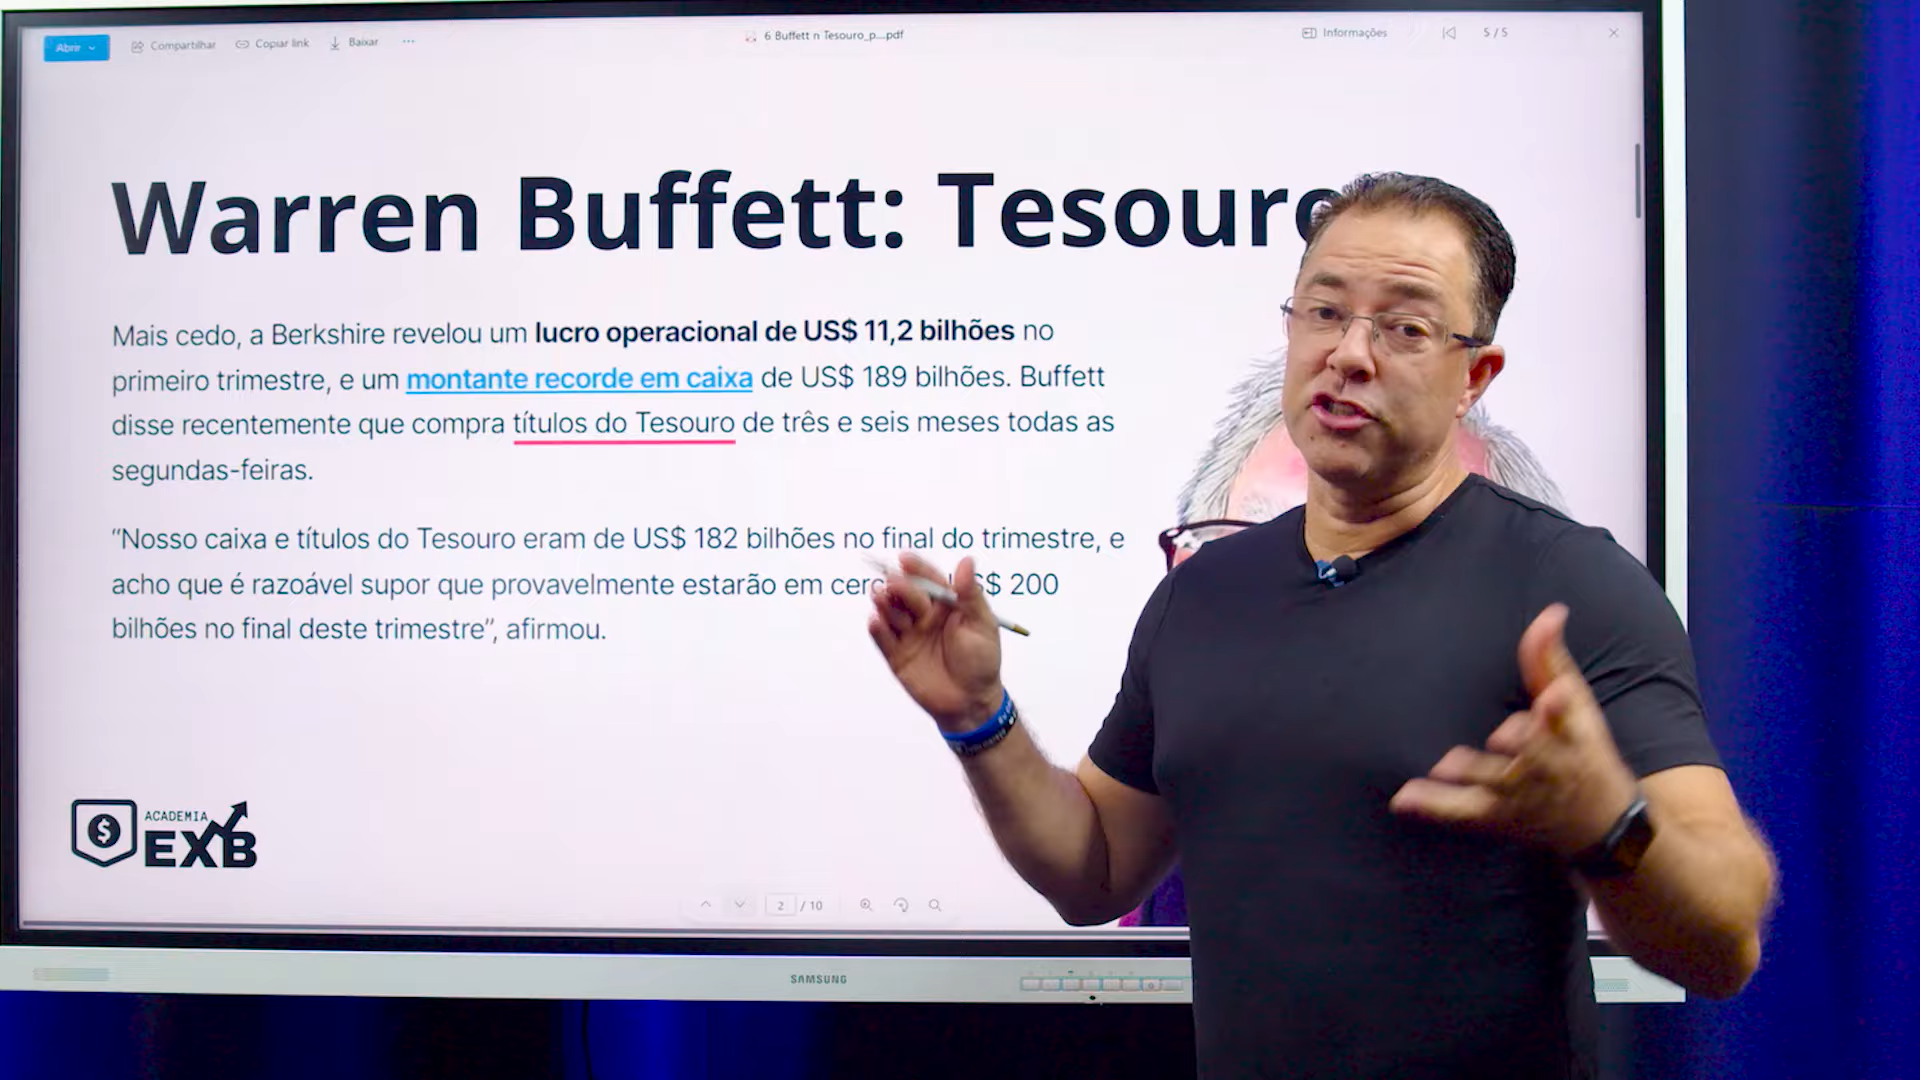 Abrir
Compartilhar
Copiar link
Baixar
6 Buffett n Tesouro_p....pdf
Informações
5 / 5
Warren Buffett: Tesouro
Mais cedo, a Berkshire revelou um lucro operacional de US$ 11,2 bilhões no
primeiro trimestre, e um montante recorde em caixa de US$ 189 bilhões. Buffett
disse recentemente que compra títulos do Tesouro de três e seis meses todas as
segundas-feiras.
“Nosso caixa e títulos do Tesouro eram de US$ 182 bilhões no final do trimestre, e
acho que é razoável supor que provavelmente estarão em cerc S$ 200
bilhões no final deste trimestre”, afirmou.
ACADEMIA
EXB
2 / 10
SAMSUNG